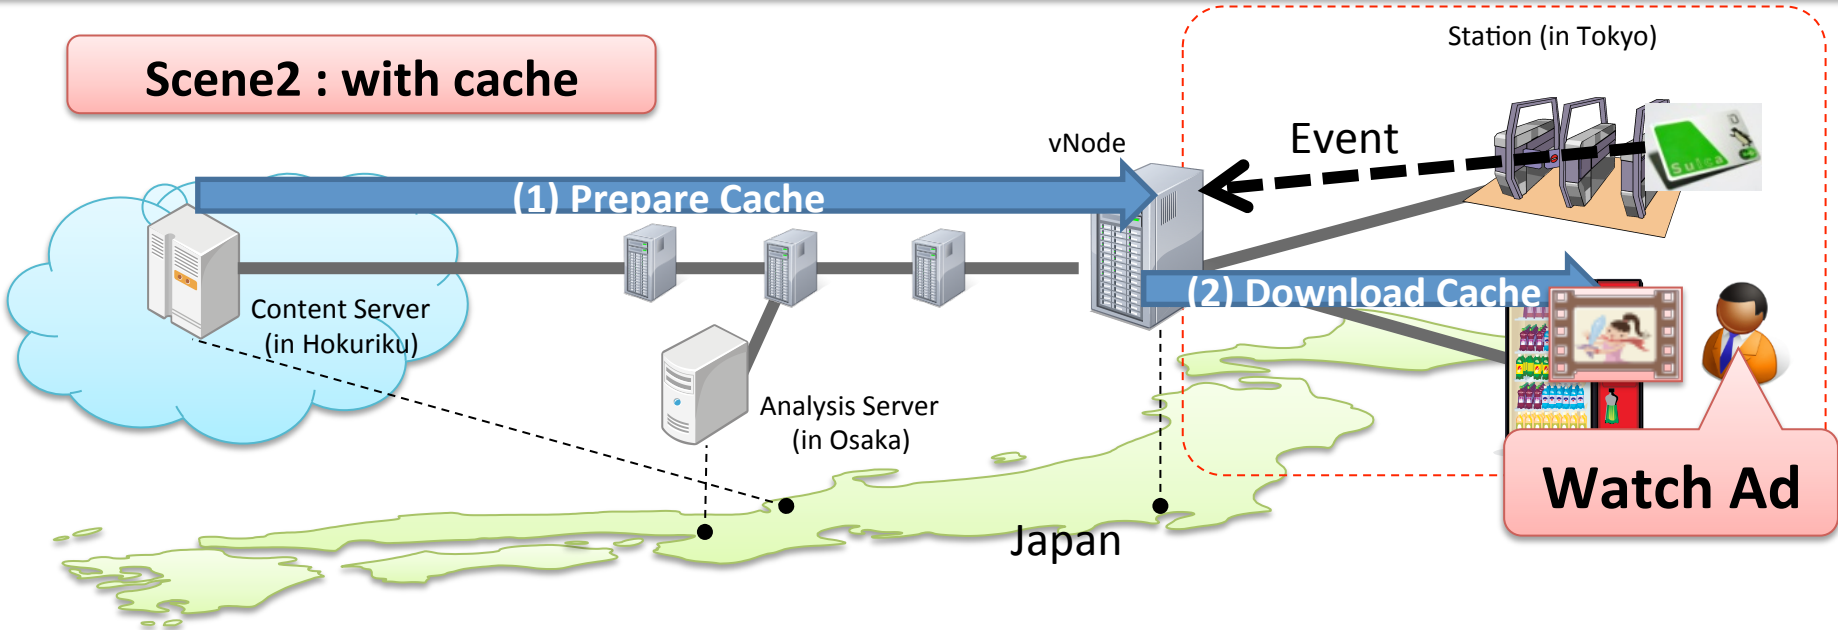 Scene2 : with cache
Station (in Tokyo)
Event
vNode
Suica
(1) Prepare Cache
(2) Download Cache
Content Server
(in Hokuriku)
Analysis Server
(in Osaka)
Watch Ad
Japan